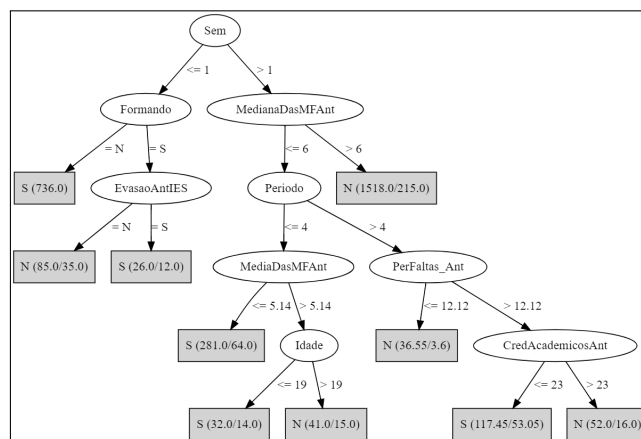 Sem
<= 1 > 1
Formando MedianaDasMFAnt
= N = S <= 6 > 6
S (736.0) EvasaoAntIES Periodo N (1518.0/215.0)
= N = S <= 4 > 4
N (85.0/35.0) S (26.0/12.0) MediaDasMFAnt PerFaltas_Ant
<= 5.14 > 5.14 <= 12.12 > 12.12
S (281.0/64.0) Idade N (36.55/3.6) CredAcademicosAnt
<= 19 > 19 <= 23 > 23
S (32.0/14.0) N (41.0/15.0) S (117.45/53.05) N (52.0/16.0)